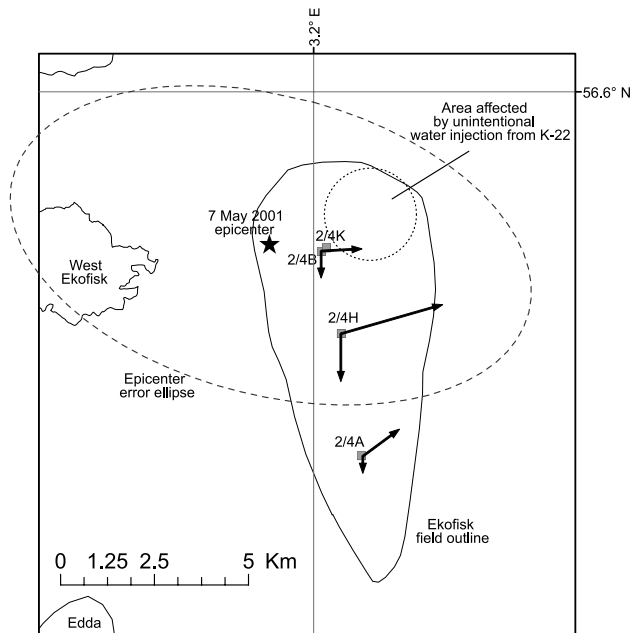 3.2° E
56.6° N
Area affected
by unintentional
water injection from K-22
7 May 2001
epicenter
2/4K
2/4B
West
Ekofisk
2/4H
Epicenter
error ellipse
2/4A
Ekofisk
field outline
0 1.25 2.5 5 Km
Edda